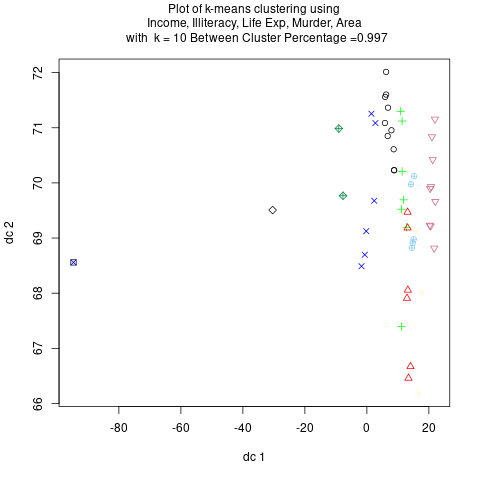 Plot of k-means clustering using
Income, Illiteracy, Life Exp, Murder, Area
with k = 10 Between Cluster Percentage =0.997
72
71
70
69
68
67
66
dc 2
-80
-60
-40
-20
0
20
dc 1